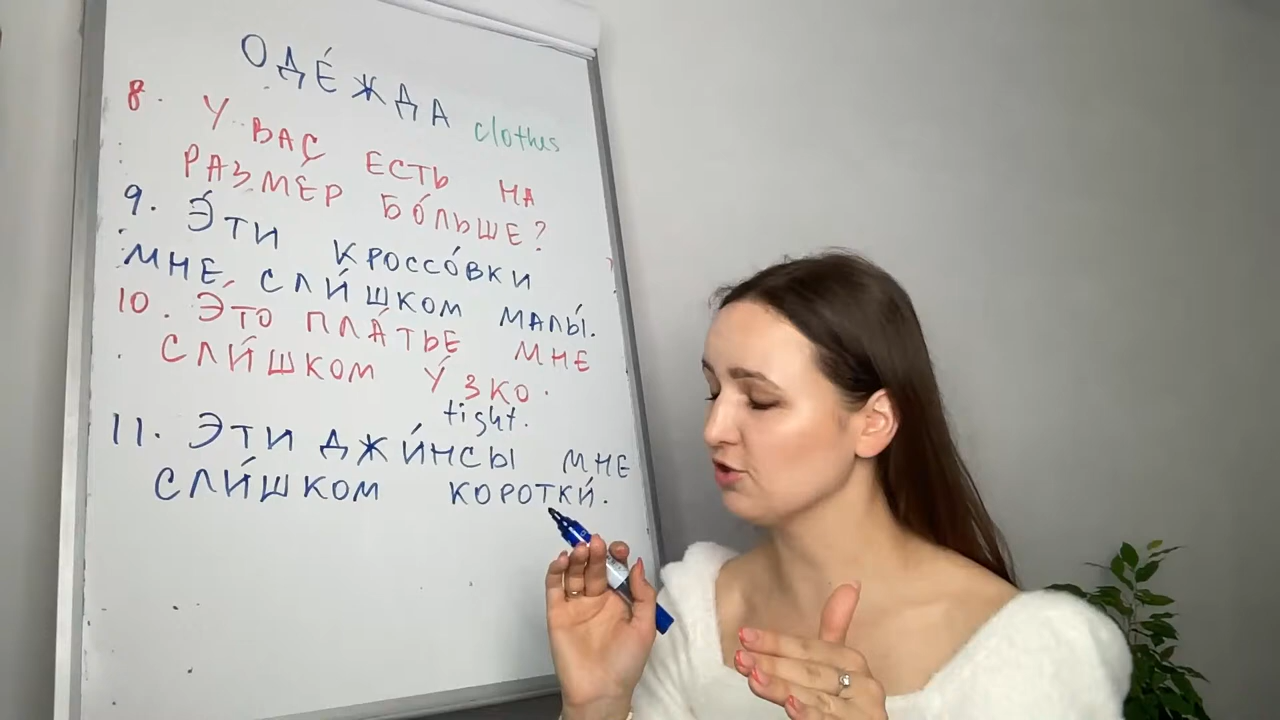 ОДЕ́ЖДА clothes
8. У ВАС ЕСТЬ НА
РАЗМЕ́Р БО́ЛЬШЕ?
9. Э́ТИ КРОССО́ВКИ
МНЕ СЛИ́ШКОМ МАЛЫ́.
10. Э́ТО ПЛА́ТЬЕ МНЕ
СЛИ́ШКОМ У́ЗКО.
tight.
11. ЭТИ ДЖИ́НСЫ МНЕ
СЛИ́ШКОМ КОРОТКИ́.